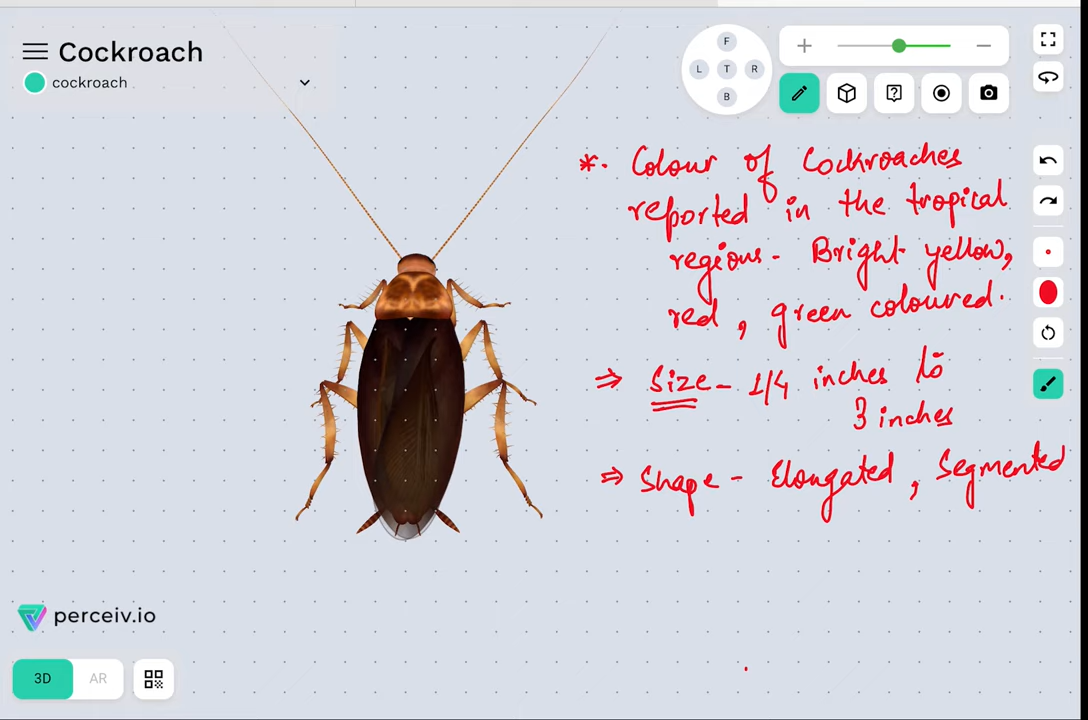 Cockroach
cockroach
F
L T R
B
*. Colour of Cockroaches
reported in the tropical
regions - Bright yellow,
red, green coloured.
⇒ Size - 1/4 inches to
3 inches
⇒ Shape - Elongated, Segmented
perceiv.io
3D AR